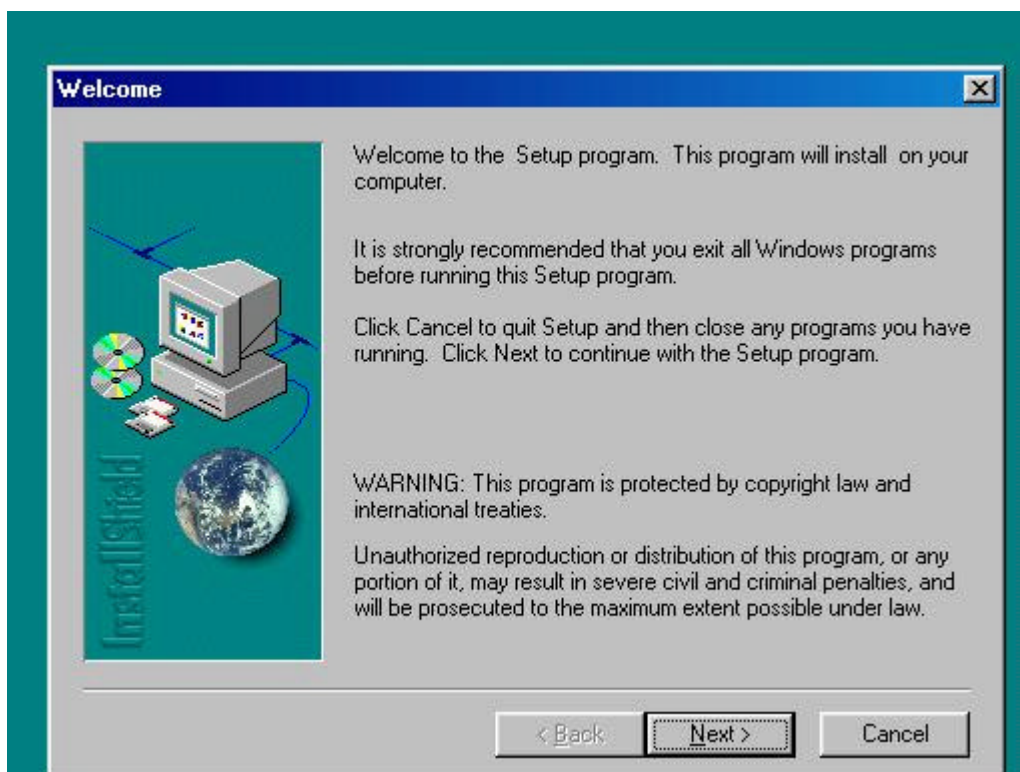 Welcome
Welcome to the  Setup program.  This program will install  on your
computer.
It is strongly recommended that you exit all Windows programs
before running this Setup program.
Click Cancel to quit Setup and then close any programs you have
running.  Click Next to continue with the Setup program.
WARNING: This program is protected by copyright law and
international treaties.
Unauthorized reproduction or distribution of this program, or any
portion of it, may result in severe civil and criminal penalties, and
will be prosecuted to the maximum extent possible under law.
InstallShield
< Back
Next >
Cancel